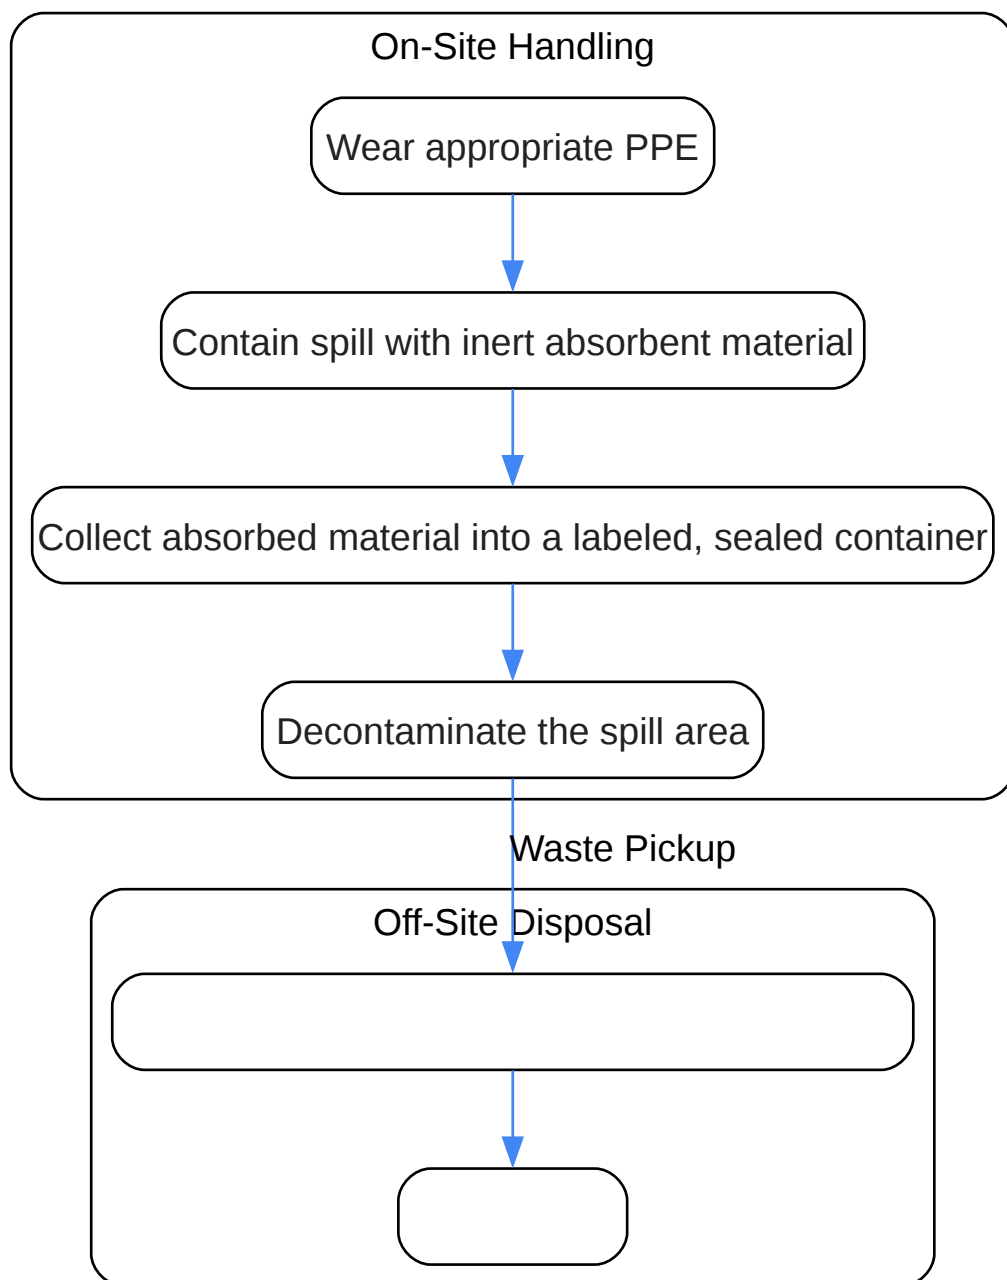 On-Site Handling
Wear appropriate PPE
Contain spill with inert absorbent material
Collect absorbed material into a labeled, sealed container
Decontaminate the spill area
Waste Pickup
Off-Site Disposal